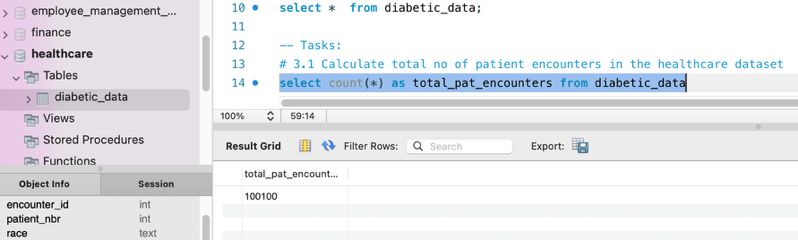 employee_management_...
finance
healthcare
Tables
diabetic_data
Views
Stored Procedures
Functions
Object Info Session
encounter_id int
patient_nbr int
race text
10 select * from diabetic_data;
11
12 -- Tasks:
13 # 3.1 Calculate total no of patient encounters in the healthcare dataset
14 select count(*) as total_pat_encounters from diabetic_data
100% 59:14
Result Grid Filter Rows: Search Export:
total_pat_encount...
100100